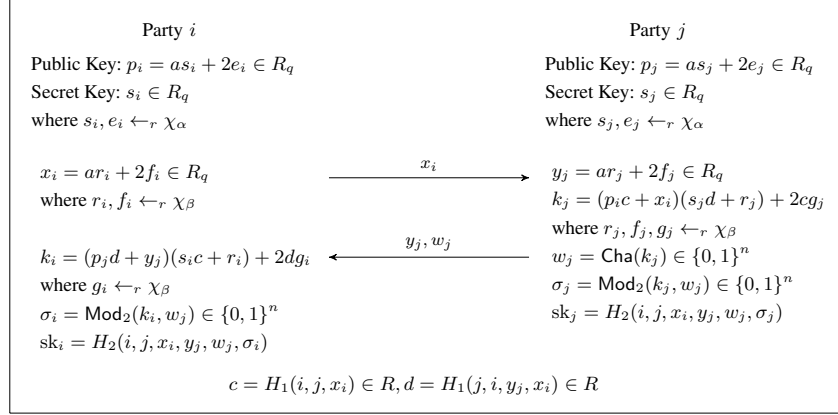 Party i
Public Key: p_i = as_i + 2e_i ∈ R_q
Secret Key: s_i ∈ R_q
where s_i, e_i ←_r χ_α
Party j
Public Key: p_j = as_j + 2e_j ∈ R_q
Secret Key: s_j ∈ R_q
where s_j, e_j ←_r χ_α
x_i = ar_i + 2f_i ∈ R_q
where r_i, f_i ←_r χ_β
x_i
y_j = ar_j + 2f_j ∈ R_q
k_j = (p_i c + x_i)(s_j d + r_j) + 2cg_j
where r_j, f_j, g_j ←_r χ_β
w_j = Cha(k_j) ∈ {0, 1}^n
σ_j = Mod_2(k_j, w_j) ∈ {0, 1}^n
sk_j = H_2(i, j, x_i, y_j, w_j, σ_j)
y_j, w_j
k_i = (p_j d + y_j)(s_i c + r_i) + 2dg_i
where g_i ←_r χ_β
σ_i = Mod_2(k_i, w_j) ∈ {0, 1}^n
sk_i = H_2(i, j, x_i, y_j, w_j, σ_i)
c = H_1(i, j, x_i) ∈ R, d = H_1(j, i, y_j, x_i) ∈ R